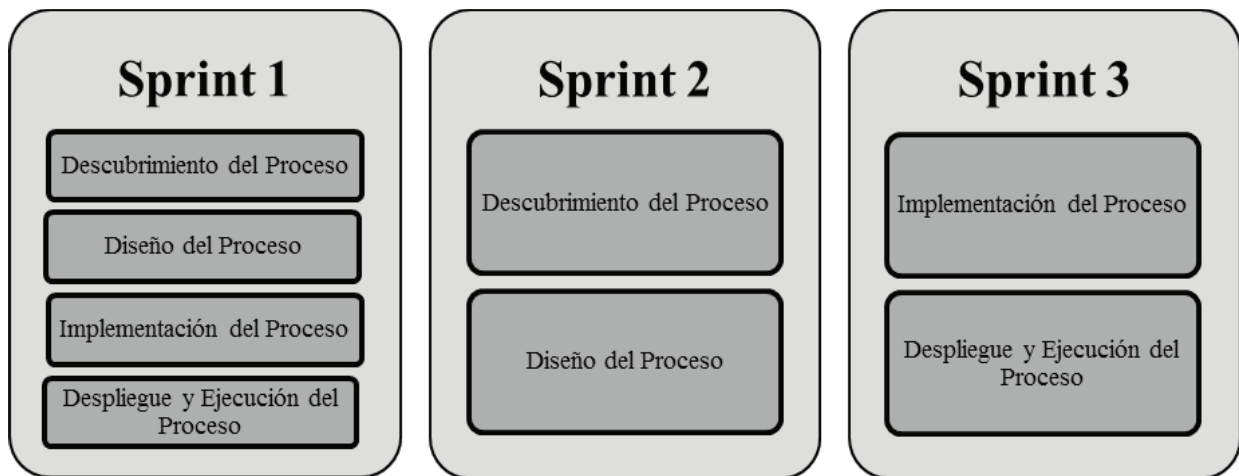 Sprint 1
Descubrimiento del Proceso
Diseño del Proceso
Implementación del Proceso
Despliegue y Ejecución del
Proceso
Sprint 2
Descubrimiento del Proceso
Diseño del Proceso
Sprint 3
Implementación del Proceso
Despliegue y Ejecución del
Proceso